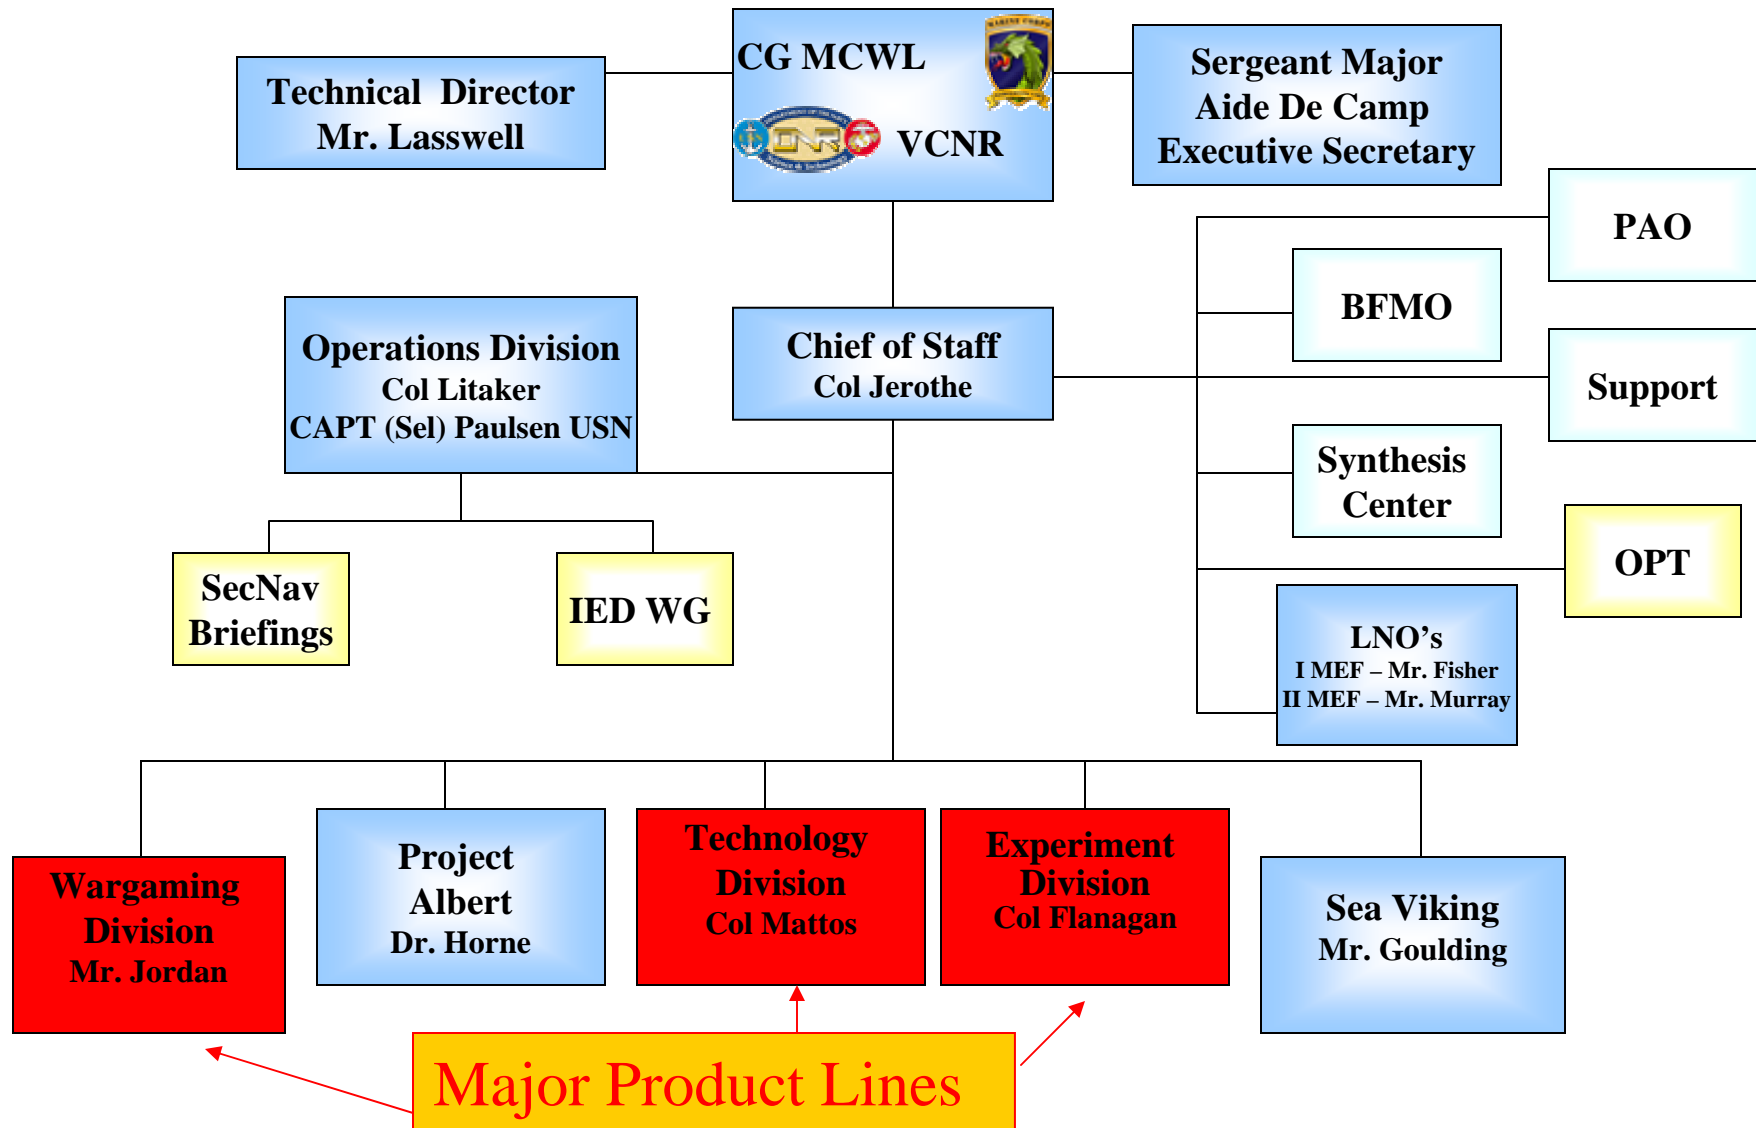 CG MCWL
VCNR
MARINE CORPS
Technical Director
Mr. Lasswell
Sergeant Major
Aide De Camp
Executive Secretary
PAO
BFMO
Operations Division
Col Litaker
CAPT (Sel) Paulsen USN
Chief of Staff
Col Jerothe
Support
Synthesis
Center
OPT
SecNav
Briefings
IED WG
LNO’s
I MEF – Mr. Fisher
II MEF – Mr. Murray
Wargaming
Division
Mr. Jordan
Project
Albert
Dr. Horne
Technology
Division
Col Mattos
Experiment
Division
Col Flanagan
Sea Viking
Mr. Goulding
Major Product Lines